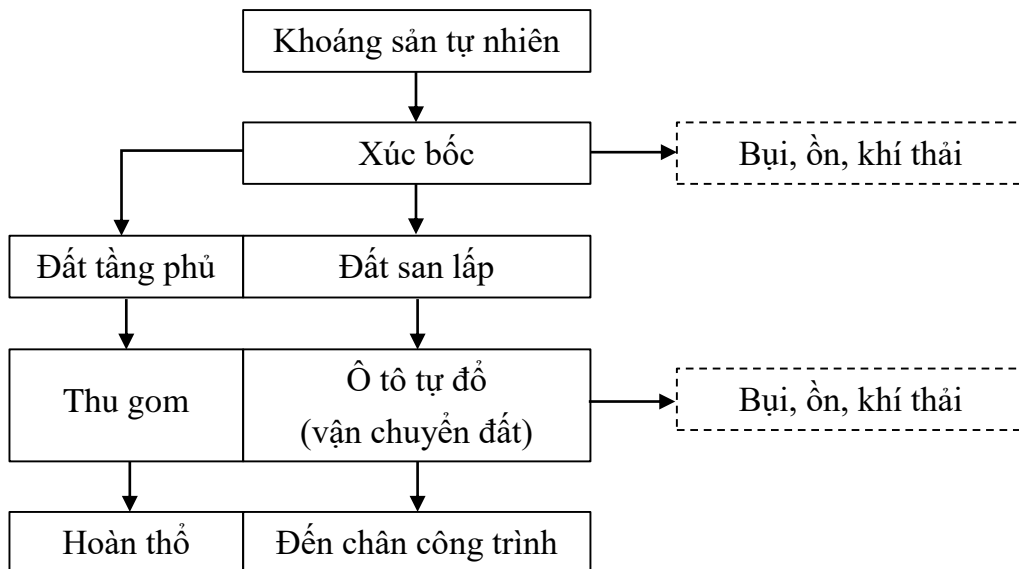 Khoáng sản tự nhiên
Xúc bốc
Bụi, ồn, khí thải
Đất tầng phủ
Đất san lấp
Thu gom
Ô tô tự đổ
(vận chuyển đất)
Bụi, ồn, khí thải
Hoàn thổ
Đến chân công trình